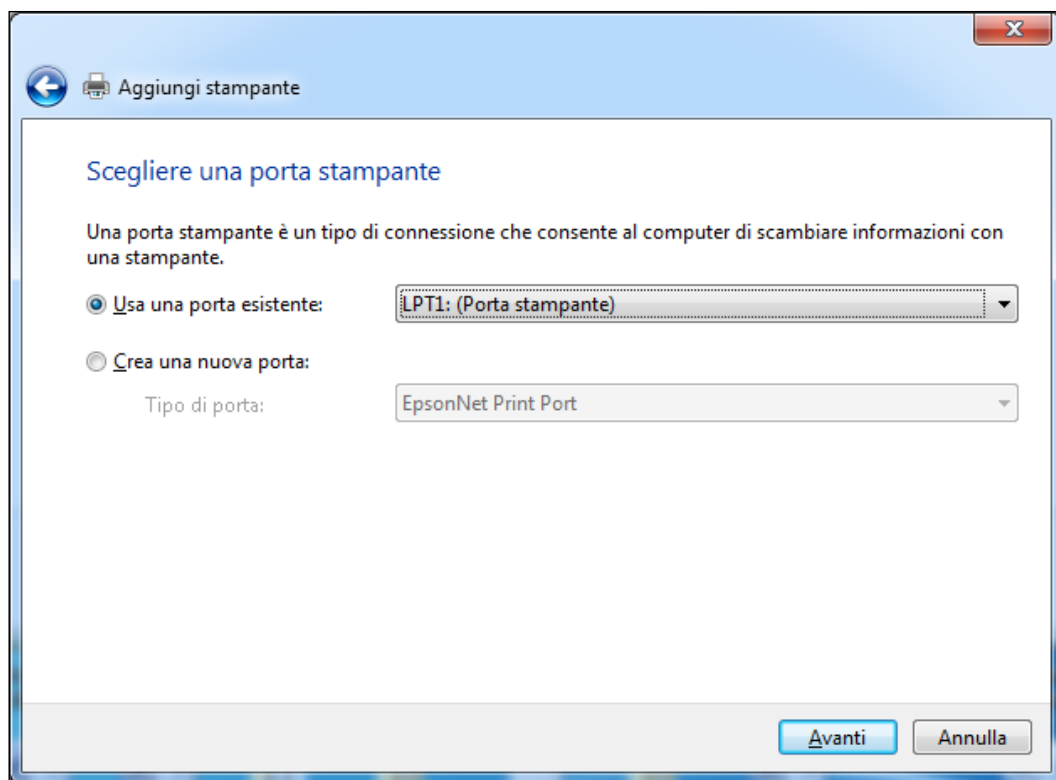 x
Aggiungi stampante
Scegliere una porta stampante
Una porta stampante è un tipo di connessione che consente al computer di scambiare informazioni con
una stampante.
Usa una porta esistente: LPT1: (Porta stampante)
Crea una nuova porta:
Tipo di porta: EpsonNet Print Port
Avanti Annulla